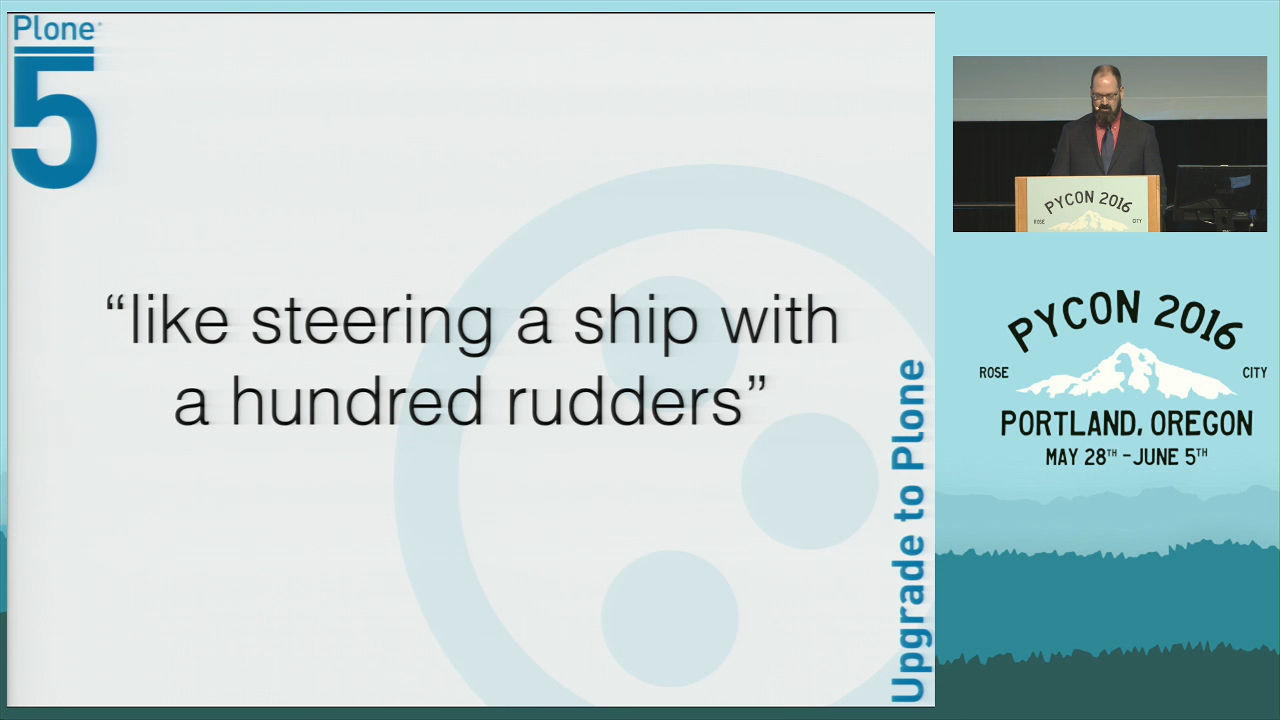 Plone
5
“like steering a ship with
a hundred rudders”
Upgrade to Plone
PYCON 2016
ROSE
CITY
PYCON 2016
ROSE
CITY
PORTLAND, OREGON
MAY 28TH - JUNE 5TH